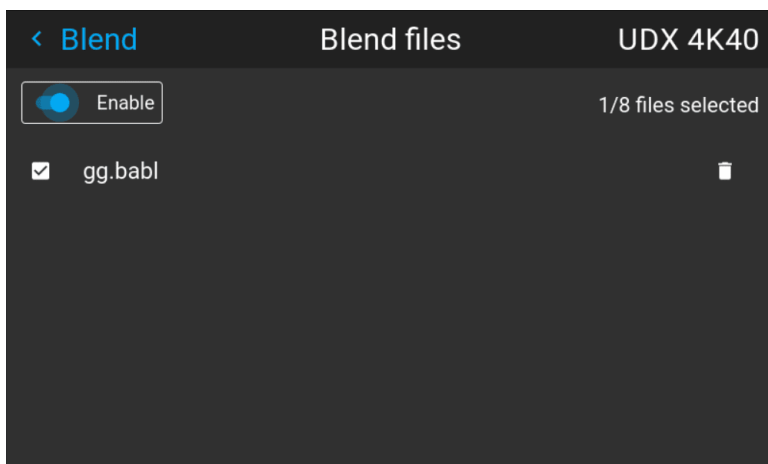 < Blend Blend files UDX 4K40
Enable 1/8 files selected
gg.babl